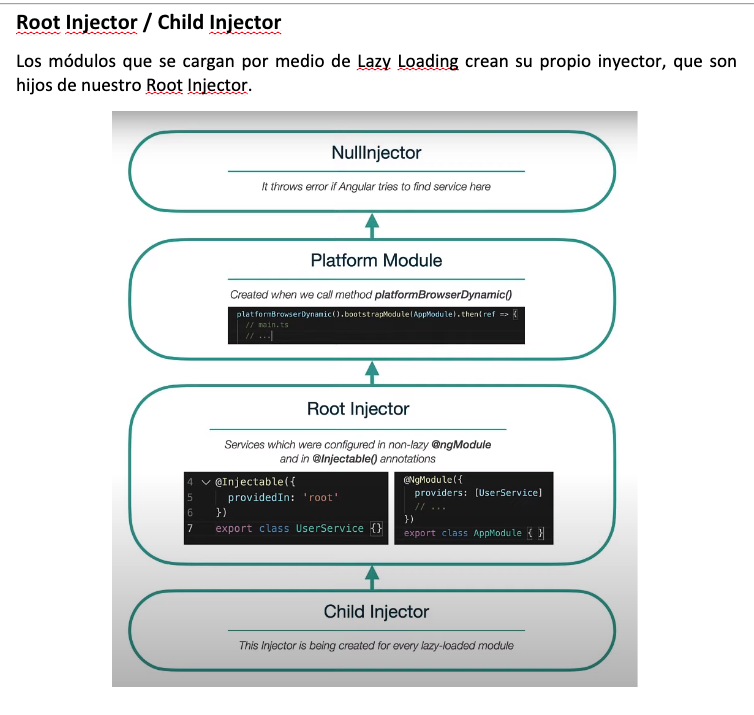 Root Injector / Child Injector
Los módulos que se cargan por medio de Lazy Loading crean su propio inyector, que son
hijos de nuestro Root Injector.
NullInjector
It throws error if Angular tries to find service here
Platform Module
Created when we call method platformBrowserDynamic()
platformBrowserDynamic().bootstrapModule(AppModule).then(ref => {
// main.ts
// ...
Root Injector
Services which were configured in non-lazy @ngModule
and in @Injectable() annotations
4 @Injectable({
5 providedIn: 'root'
6 })
7 export class UserService {}
@NgModule({
providers: [UserService]
// ...
})
export class AppModule { }
Child Injector
This Injector is being created for every lazy-loaded module